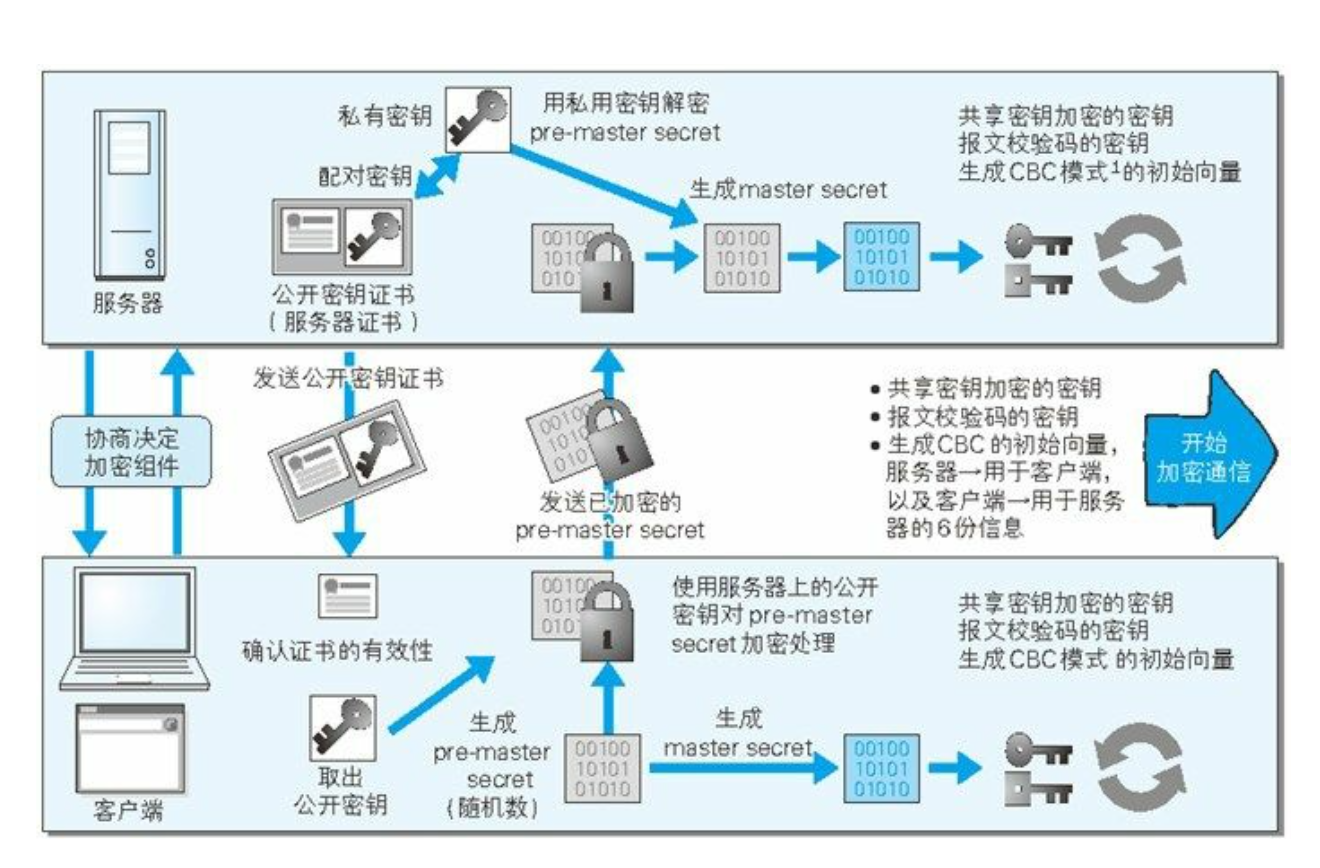 私有密钥
用私用密钥解密
pre-master secret
共享密钥加密的密钥
报文校验码的密钥
生成CBC模式1的初始向量
配对密钥
生成master secret
00100
10101
01010
00100
10101
01010
00100
1010
010
服务器
公开密钥证书
(服务器证书)
发送公开密钥证书
协商决定
加密组件
00100
1010
010
发送已加密的
pre-master secret
• 共享密钥加密的密钥
• 报文校验码的密钥
• 生成CBC 的初始向量,
服务器→用于客户端,
以及客户端→用于服务
器的6份信息
开始
加密通信
00100
1010
010
使用服务器上的公开
密钥对 pre-master
secret 加密处理
共享密钥加密的密钥
报文校验码的密钥
生成CBC模式 的初始向量
确认证书的有效性
取出
公开密钥
生成
pre-master
secret
(随机数)
00100
10101
01010
生成
master secret
00100
10101
01010
客户端